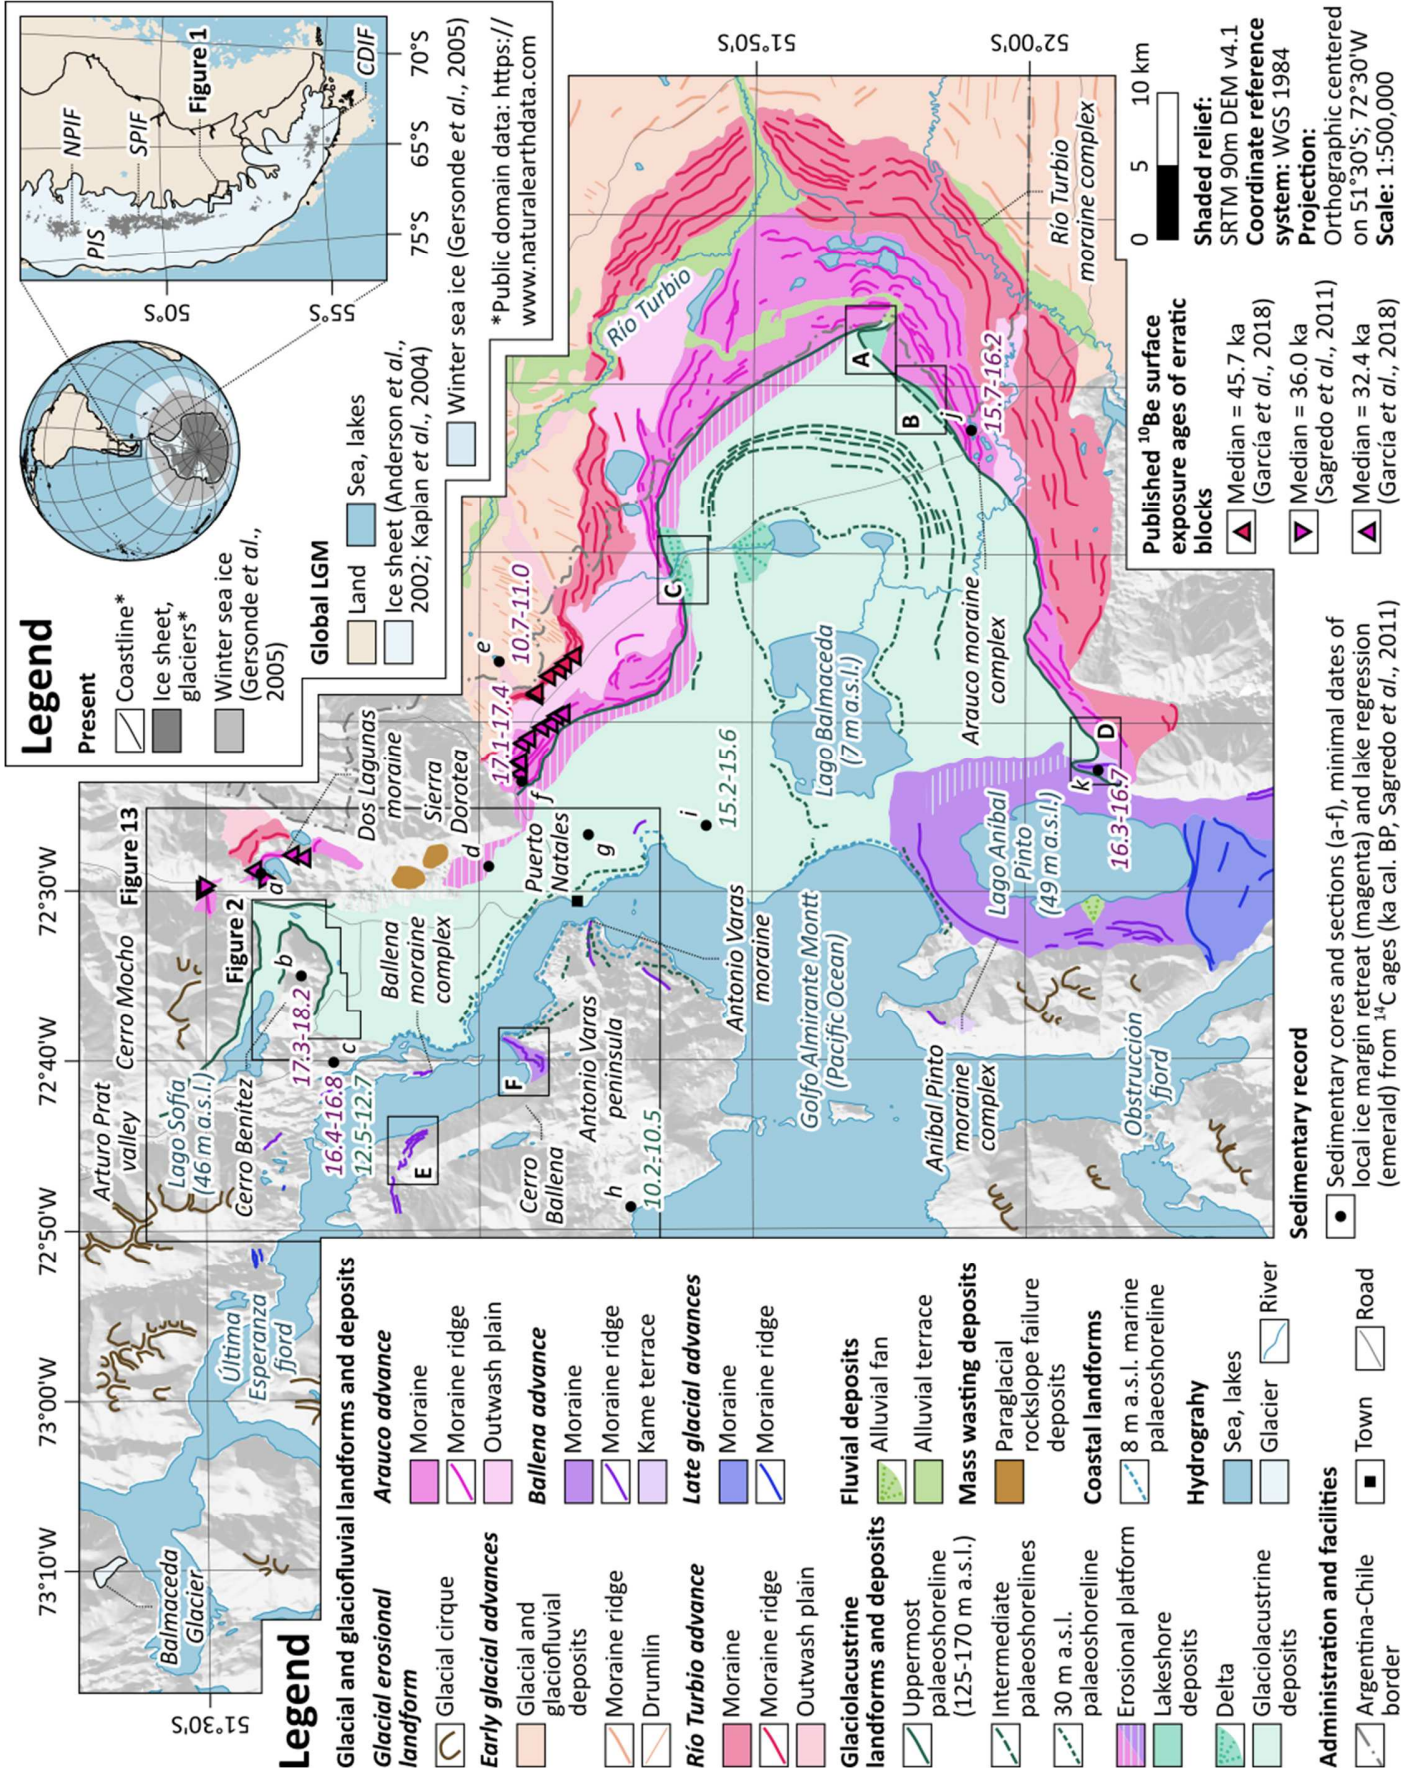 Legend
Present
Coastline*
Ice sheet,
glaciers*
Winter sea ice
(Gersonde et al.,
2005)
Global LGM
Land
Sea, lakes
Ice sheet (Anderson et al.,
2002; Kaplan et al., 2004)
Winter sea ice (Gersonde et al., 2005)
*Public domain data: https://
www.naturalearthdata.com
NPIF
SPIF
PIS
Figure 1
CDIF
50°S
55°S
75°S
65°S
70°S
73°10'W
73°00'W
72°50'W
72°40'W
72°30'W
51°30'S
51°50'S
52°00'S
Balmaceda
Glacier
Última
Esperanza
fjord
Arturo Prat
valley
Cerro Mocho
Figure 13
Lago Sofía
(46 m a.s.l.)
Figure 2
Cerro Benítez
a
b
17.3-18.2
c
16.4-16.8
12.5-12.7
Dos Lagunas
moraine
Sierra
Dorotea
Ballena
moraine
complex
d
E
F
Cerro
Ballena
Antonio Varas
peninsula
Puerto
Natales
f
17.1-17.4
e
10.7-11.0
g
h
10.2-10.5
i
15.2-15.6
Antonio Varas
moraine
Golfo Almirante Montt
(Pacific Ocean)
Lago Balmaceda
(7 m a.s.l.)
C
Río Turbio
A
B
j
15.7-16.2
Arauco moraine
complex
Río Turbio
moraine complex
Aníbal Pinto
moraine
complex
Lago Aníbal
Pinto
(49 m a.s.l.)
k
D
16.3-16.7
Obstrucción
fjord
0
5
10 km
Shaded relief:
SRTM 90m DEM v4.1
Coordinate reference
system: WGS 1984
Projection:
Orthographic centered
on 51°30'S; 72°30'W
Scale: 1:500,000
Published 10Be surface
exposure ages of erratic
blocks
Median = 45.7 ka
(García et al., 2018)
Median = 36.0 ka
(Sagredo et al., 2011)
Median = 32.4 ka
(García et al., 2018)
Sedimentary record
Sedimentary cores and sections (a-f), minimal dates of
local ice margin retreat (magenta) and lake regression
(emerald) from 14C ages (ka cal. BP, Sagredo et al., 2011)
Legend
Glacial and glaciofluvial landforms and deposits
Glacial erosional
landform
Glacial cirque
Early glacial advances
Glacial and
glaciofluvial
deposits
Moraine ridge
Drumlin
Río Turbio advance
Moraine
Moraine ridge
Outwash plain
Arauco advance
Moraine
Moraine ridge
Outwash plain
Ballena advance
Moraine
Moraine ridge
Kame terrace
Late glacial advances
Moraine
Moraine ridge
Glaciolacustrine
landforms and deposits
Uppermost
palaeoshoreline
(125-170 m a.s.l.)
Intermediate
palaeoshorelines
30 m a.s.l.
palaeoshoreline
Erosional platform
Lakeshore
deposits
Delta
Glaciolacustrine
deposits
Fluvial deposits
Alluvial fan
Alluvial terrace
Mass wasting deposits
Paraglacial
rockslope failure
deposits
Coastal landforms
8 m a.s.l. marine
palaeoshoreline
Hydrograhy
Sea, lakes
Glacier
River
Administration and facilities
Argentina-Chile
border
Town
Road